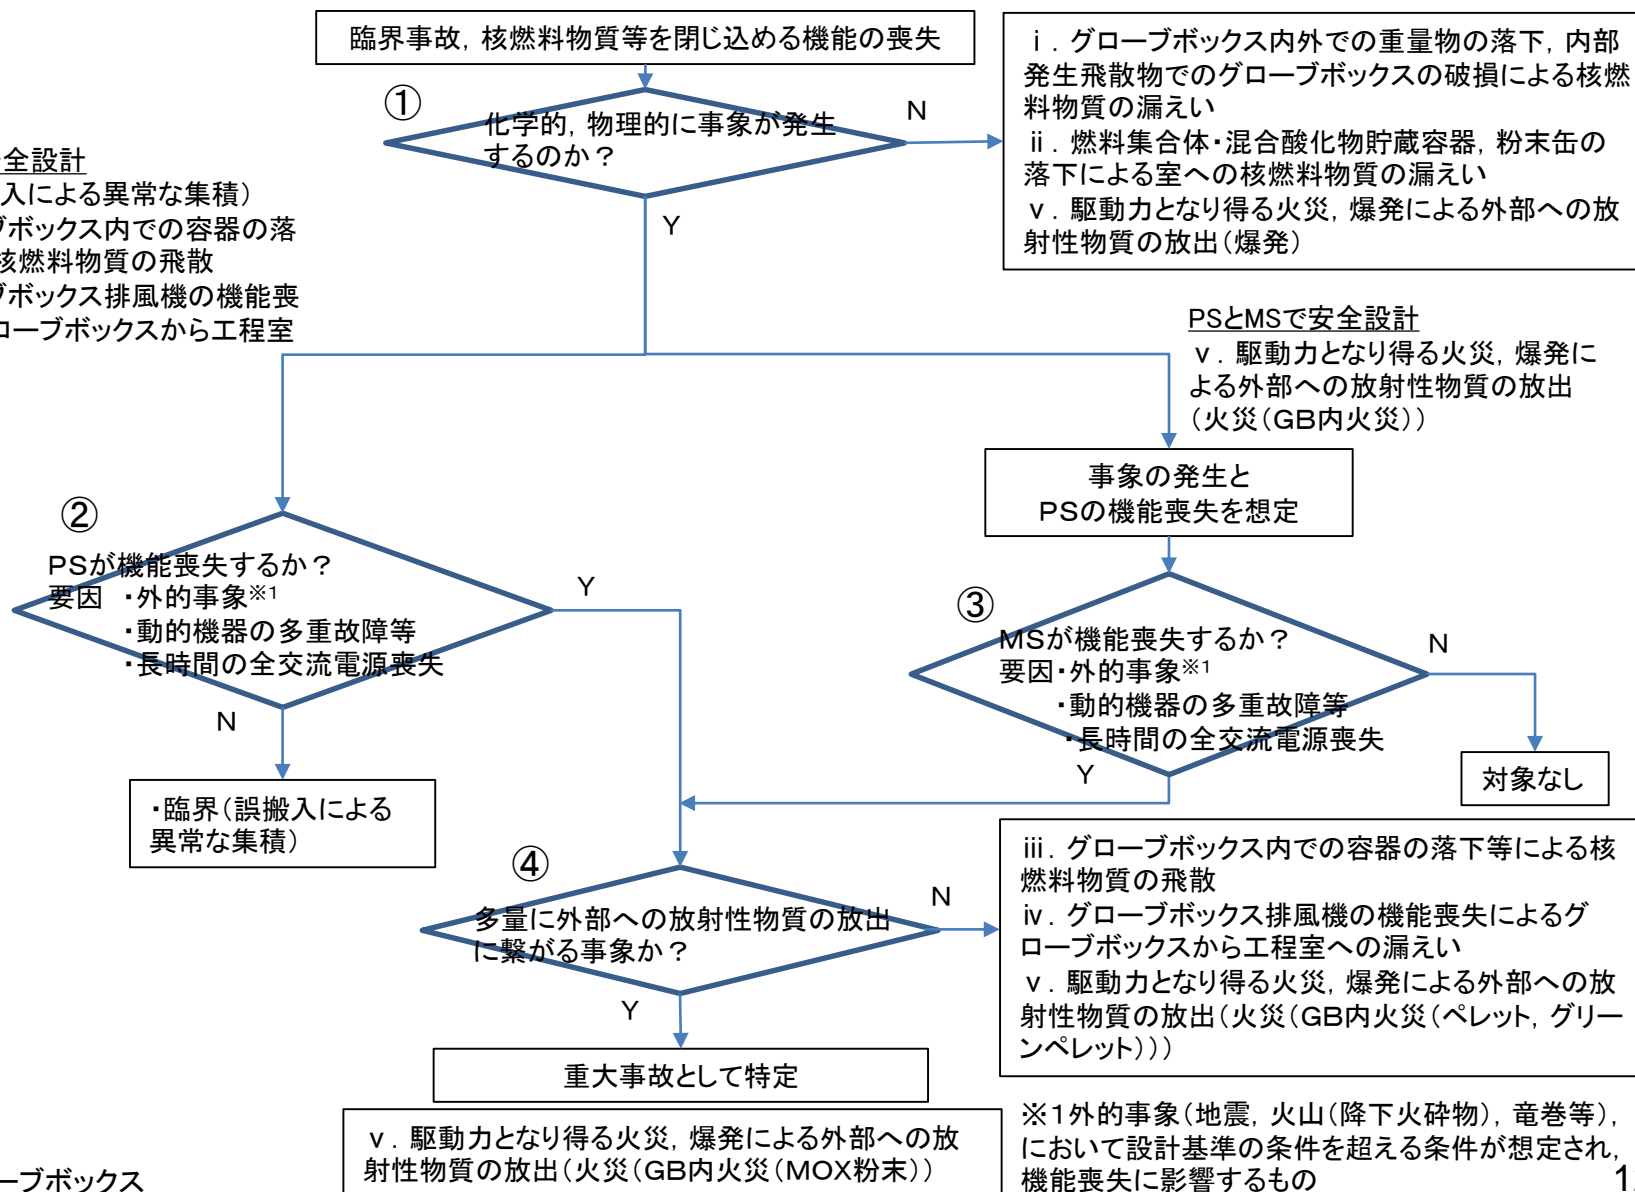 臨界事故，核燃料物質等を閉じ込める機能の喪失
①
化学的，物理的に事象が発生
するのか？
N
Y
ⅰ．グローブボックス内外での重量物の落下，内部
発生飛散物でのグローブボックスの破損による核燃
料物質の漏えい
ⅱ．燃料集合体・混合酸化物貯蔵容器，粉末缶の
落下による室への核燃料物質の漏えい
ⅴ．駆動力となり得る火災，爆発による外部への放
射性物質の放出（爆発）
全設計
入による異常な集積）
ブボックス内での容器の落
核燃料物質の飛散
ブボックス排風機の機能喪
ローブボックスから工程室
PSとMSで安全設計
ⅴ．駆動力となり得る火災，爆発に
よる外部への放射性物質の放出
（火災（GB内火災））
事象の発生と
PSの機能喪失を想定
②
PSが機能喪失するか？
要因　・外的事象※1
・動的機器の多重故障等
・長時間の全交流電源喪失
Y
N
・臨界（誤搬入による
異常な集積）
③
MSが機能喪失するか？
要因・外的事象※1
・動的機器の多重故障等
・長時間の全交流電源喪失
N
Y
対象なし
④
多量に外部への放射性物質の放出
に繋がる事象か？
N
Y
ⅲ．グローブボックス内での容器の落下等による核
燃料物質の飛散
ⅳ．グローブボックス排風機の機能喪失によるグ
ローブボックスから工程室への漏えい
ⅴ．駆動力となり得る火災，爆発による外部への放
射性物質の放出（火災（GB内火災（ペレット，グリー
ンペレット）））
重大事故として特定
ⅴ．駆動力となり得る火災，爆発による外部への放
射性物質の放出（火災（GB内火災（MOX粉末））
※1外的事象（地震，火山（降下火砕物），竜巻等），
において設計基準の条件を超える条件が想定され，
機能喪失に影響するもの
ーブボックス